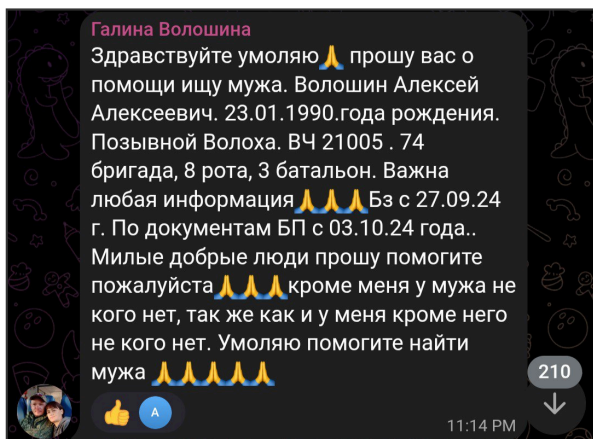 Галина Волошина
Здравствуйте умоляю🙏 прошу вас о
помощи ищу мужа. Волошин Алексей
Алексеевич. 23.01.1990.года рождения.
Позывной Волоха. ВЧ 21005 . 74
бригада, 8 рота, 3 батальон. Важна
любая информация🙏🙏🙏Бз с 27.09.24
г. По документам БП с 03.10.24 года..
Милые добрые люди прошу помогите
пожалуйста🙏🙏🙏кроме меня у мужа не
кого нет, так же как и у меня кроме него
не кого нет. Умоляю помогите найти
мужа 🙏🙏🙏🙏🙏
👍 A
11:14 PM
210